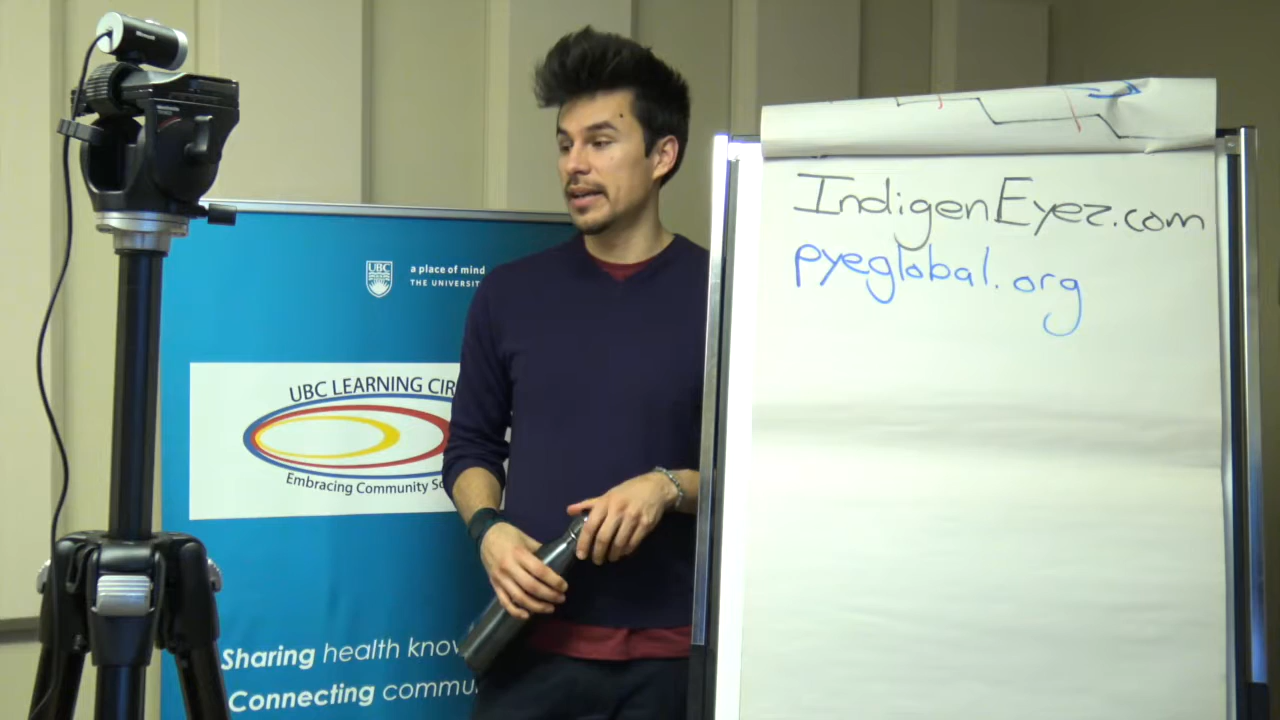 UBC
a place of mind
THE UNIVERSIT
UBC LEARNING CIR
Embracing Community
Sharing health know
Connecting commu
IndigenEyez.com
pyeglobal.org